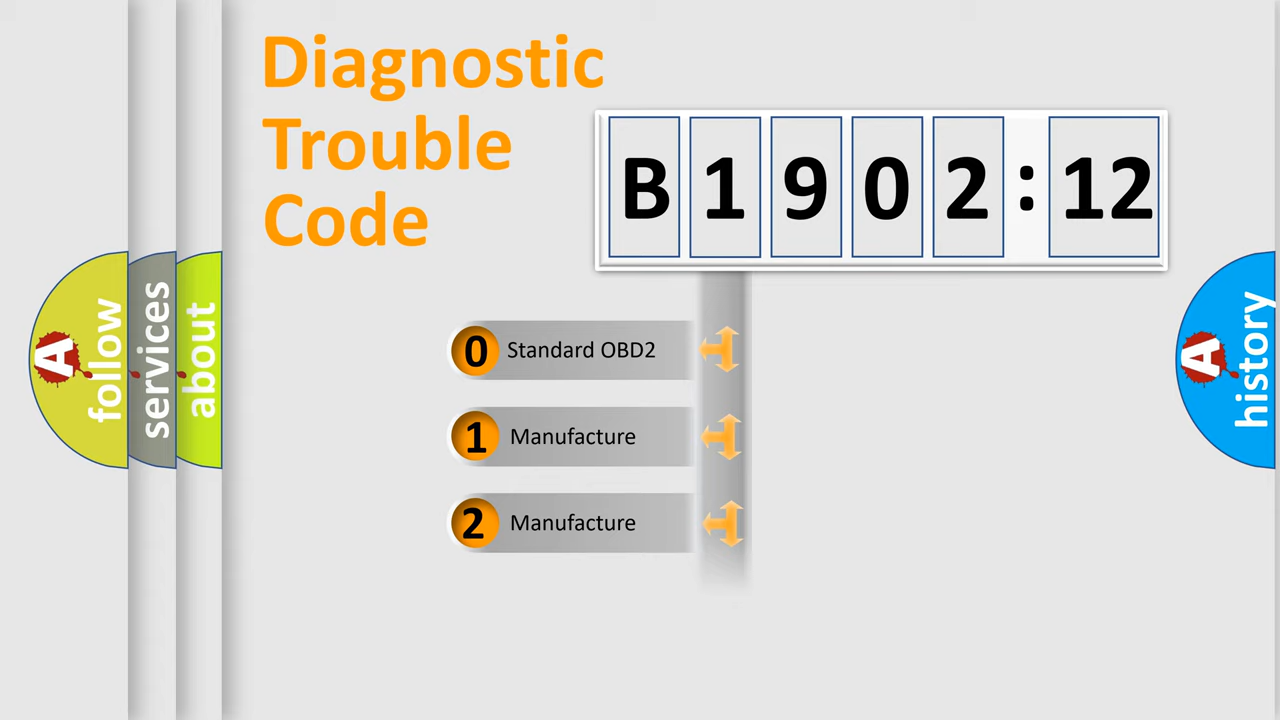 Diagnostic
Trouble
Code
B 1 9 0 2 : 12
0 Standard OBD2
1 Manufacture
2 Manufacture
A follow
services
about
A history